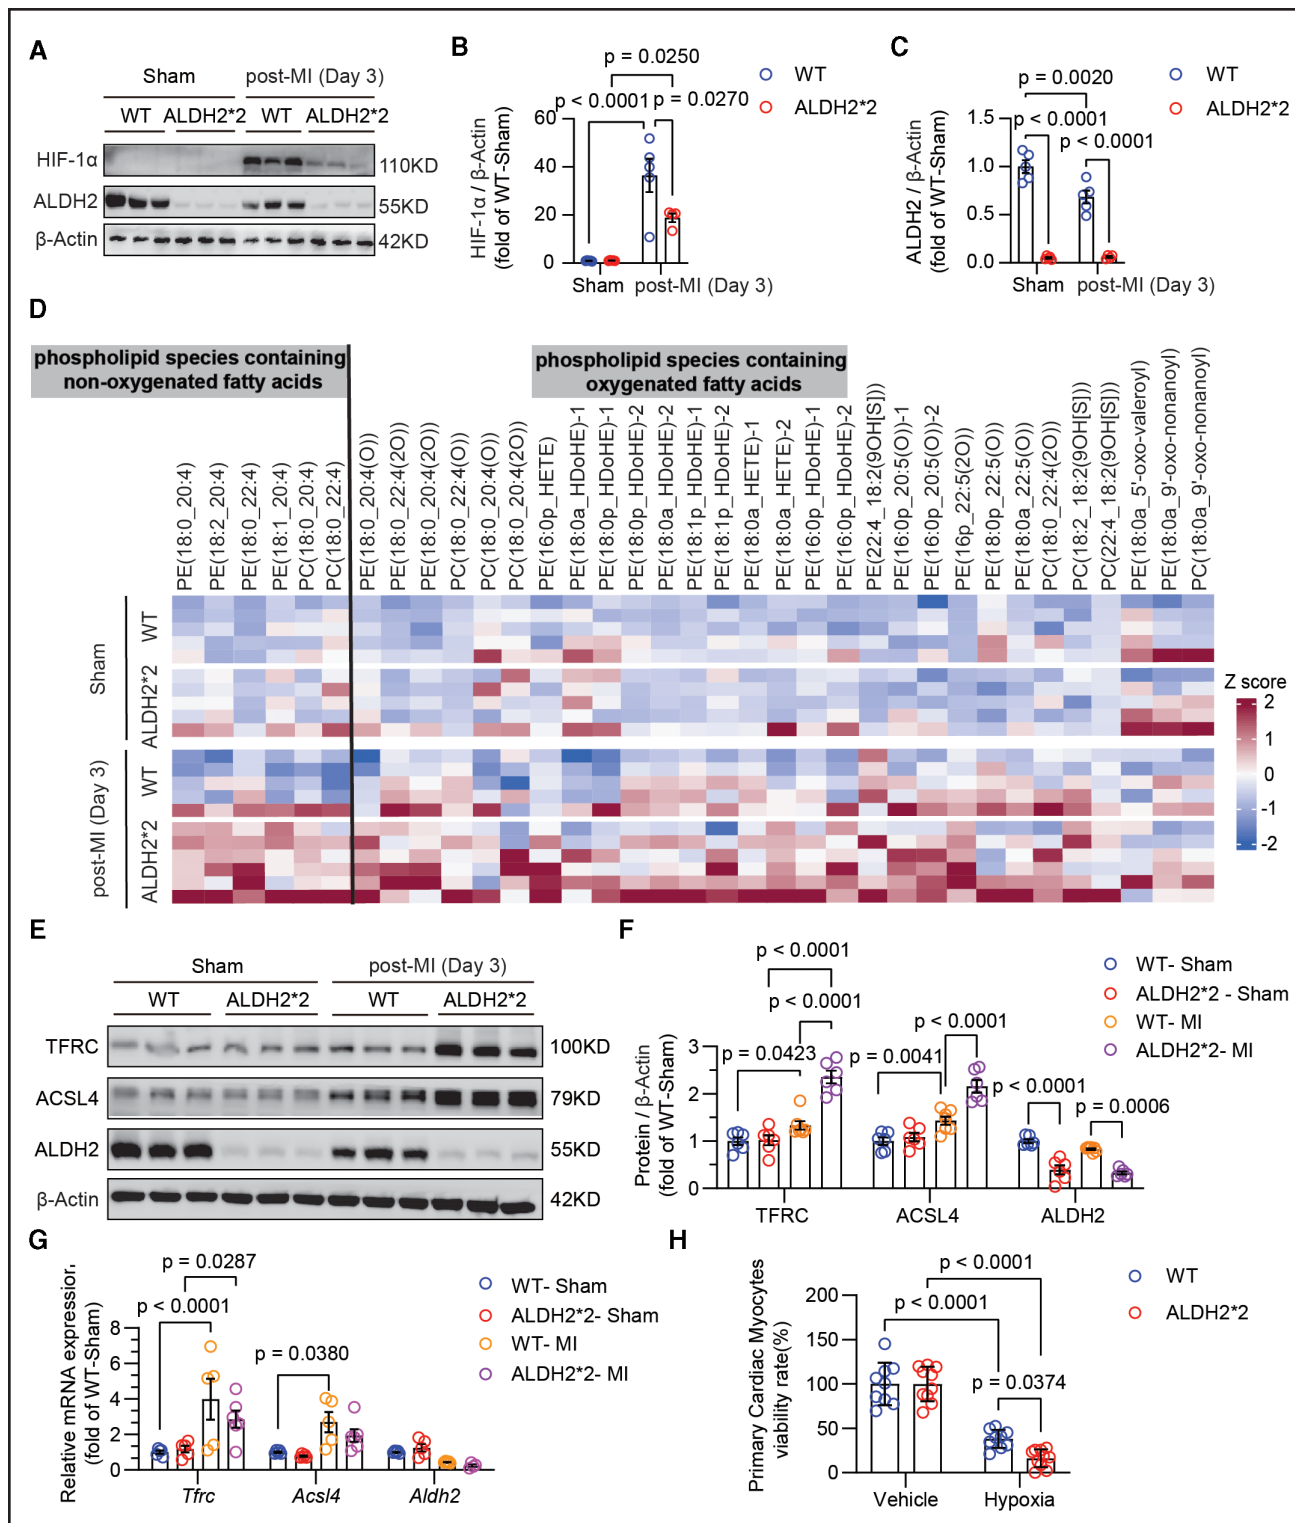 A
Sham
post-MI (Day 3)
WT
ALDH2*2
WT
ALDH2*2
HIF-1α
110KD
ALDH2
55KD
β-Actin
42KD
B
p = 0.0250
p < 0.0001
p = 0.0270
WT
ALDH2*2
HIF-1α / β-Actin
(fold of WT-Sham)
60
40
20
0
Sham
post-MI (Day 3)
C
p = 0.0020
p < 0.0001
p < 0.0001
WT
ALDH2*2
ALDH2 / β-Actin
(fold of WT-Sham)
1.5
1.0
0.5
0.0
Sham
post-MI (Day 3)
D
phospholipid species containing
non-oxygenated fatty acids
phospholipid species containing
oxygenated fatty acids
PE(18:0_20:4)
PE(18:2_20:4)
PE(18:0_22:4)
PE(18:1_20:4)
PC(18:0_20:4)
PC(18:0_22:4)
PE(18:0_20:4(O))
PE(18:0_22:4(2O))
PE(18:0_20:4(2O))
PC(18:0_22:4(O))
PC(18:0_20:4(O))
PC(18:0_20:4(2O))
PE(16:0p_HETE)
PE(18:0a_HDoHE)-1
PE(18:0p_HDoHE)-1
PE(18:0p_HDoHE)-2
PE(18:0a_HDoHE)-2
PE(18:1p_HDoHE)-1
PE(18:1p_HDoHE)-2
PE(18:0a_HETE)-1
PE(18:0a_HETE)-2
PE(16:0p_HDoHE)-1
PE(16:0p_HDoHE)-2
PE(22:4_18:2(9OH[S]))
PE(16:0p_20:5(O))-1
PE(16:0p_20:5(O))-2
PE(16p_22:5(2O))
PE(18:0p_22:5(O))
PE(18:0a_22:5(O))
PC(18:0_22:4(2O))
PC(18:2_18:2(9OH[S]))
PC(22:4_18:2(9OH[S]))
PE(18:0a_5'-oxo-valeroyl)
PE(18:0a_9'-oxo-nonanoyl)
PC(18:0a_9'-oxo-nonanoyl)
Sham
WT
ALDH2*2
post-MI (Day 3)
WT
ALDH2*2
Z score
2
1
0
-1
-2
E
Sham
post-MI (Day 3)
WT
ALDH2*2
WT
ALDH2*2
TFRC
100KD
ACSL4
79KD
ALDH2
55KD
β-Actin
42KD
F
p < 0.0001
p < 0.0001
p = 0.0423
p < 0.0001
p = 0.0041
p < 0.0001
p = 0.0006
WT- Sham
ALDH2*2 - Sham
WT- MI
ALDH2*2- MI
Protein / β-Actin
(fold of WT-Sham)
3
2
1
0
TFRC
ACSL4
ALDH2
G
p = 0.0287
p < 0.0001
p = 0.0380
WT- Sham
ALDH2*2- Sham
WT- MI
ALDH2*2- MI
Relative mRNA expression
(fold of WT-Sham)
8
6
4
2
0
Tfrc
Acsl4
Aldh2
H
p < 0.0001
p < 0.0001
p = 0.0374
WT
ALDH2*2
Primary Cardiac Myocytes
viability rate(%)
200
150
100
50
0
Vehicle
Hypoxia